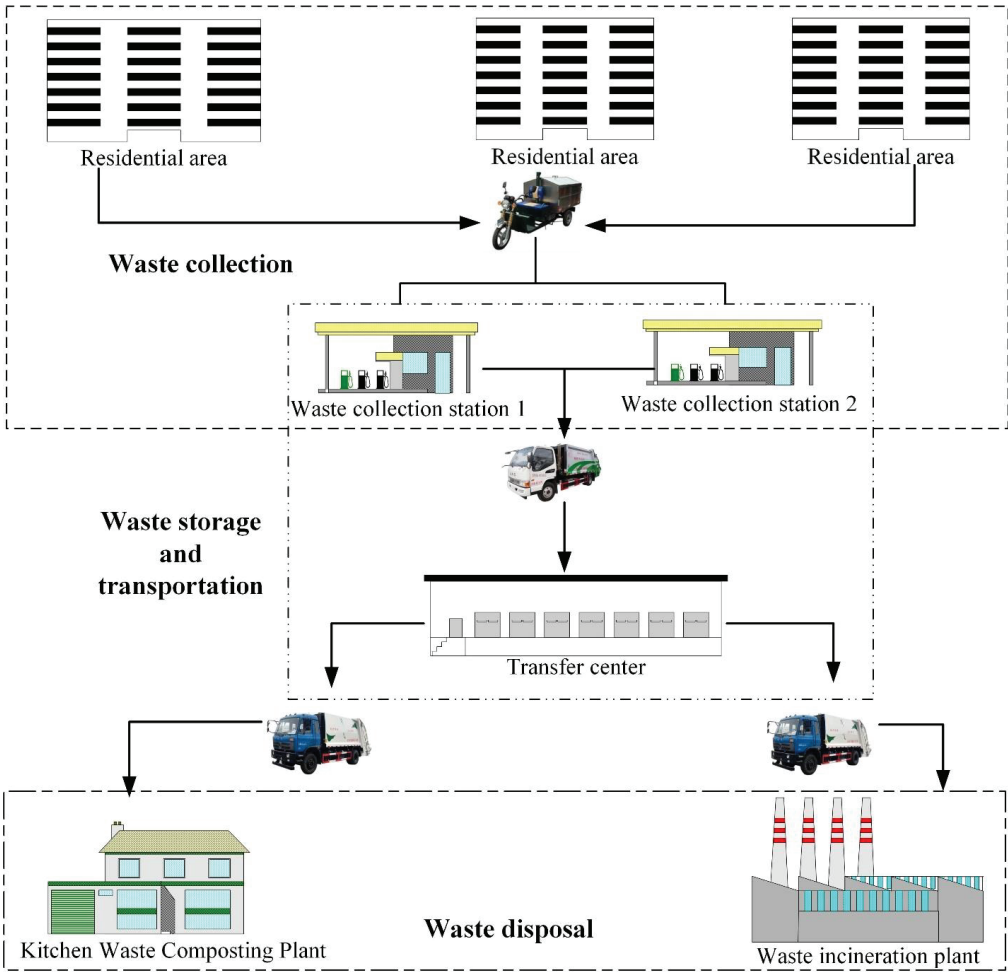 Residential area
Residential area
Residential area
Waste collection
Waste collection station 1
Waste collection station 2
Waste storage
and
transportation
Transfer center
Kitchen Waste Composting Plant
Waste disposal
Waste incineration plant